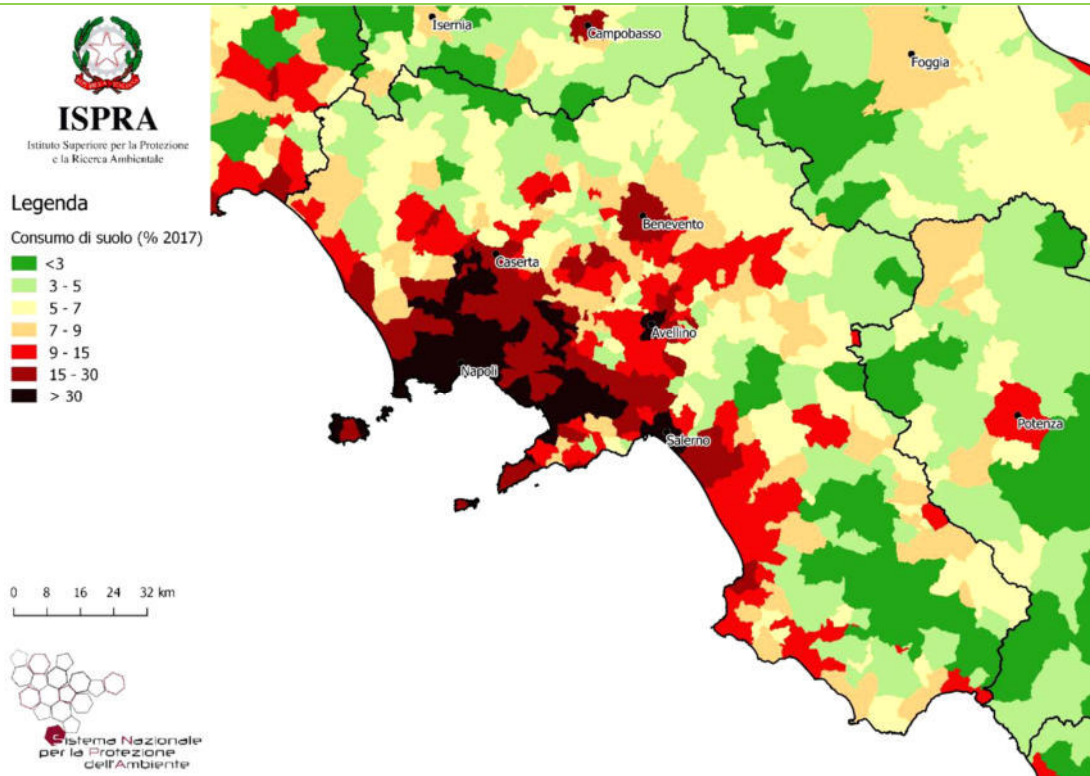 ISPRA
Istituto Superiore per la Protezione
e la Ricerca Ambientale
Legenda
Consumo di suolo (% 2017)
<3
3 - 5
5 - 7
7 - 9
9 - 15
15 - 30
> 30
0 8 16 24 32 km
Sistema Nazionale
per la Protezione
dell'Ambiente
Isernia
Campobasso
Foggia
Benevento
Caserta
Avellino
Napoli
Salerno
Potenza